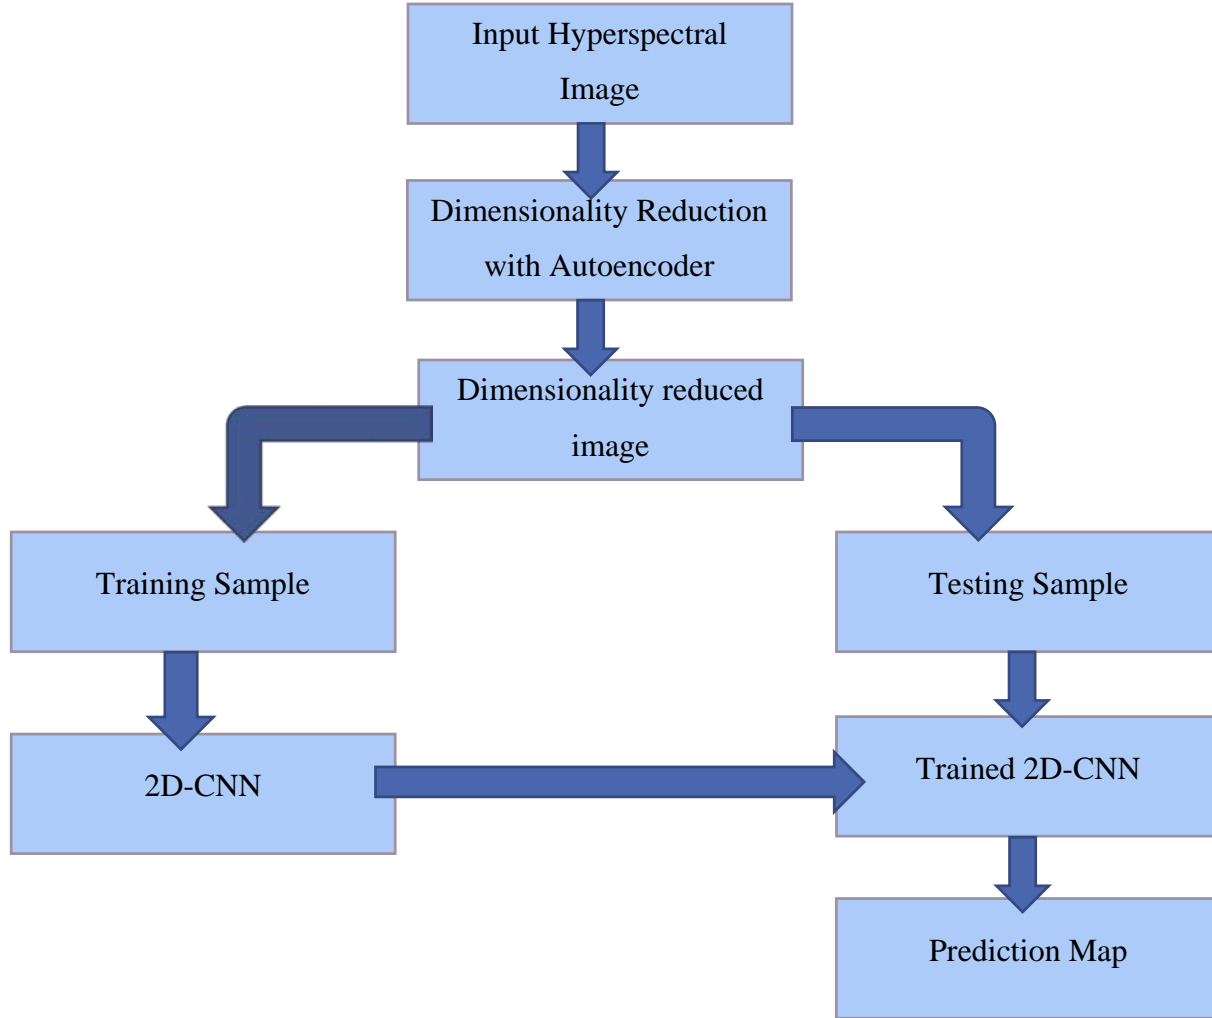 Input Hyperspectral
Image
Dimensionality Reduction
with Autoencoder
Dimensionality reduced
image
Training Sample
Testing Sample
2D-CNN
Trained 2D-CNN
Prediction Map